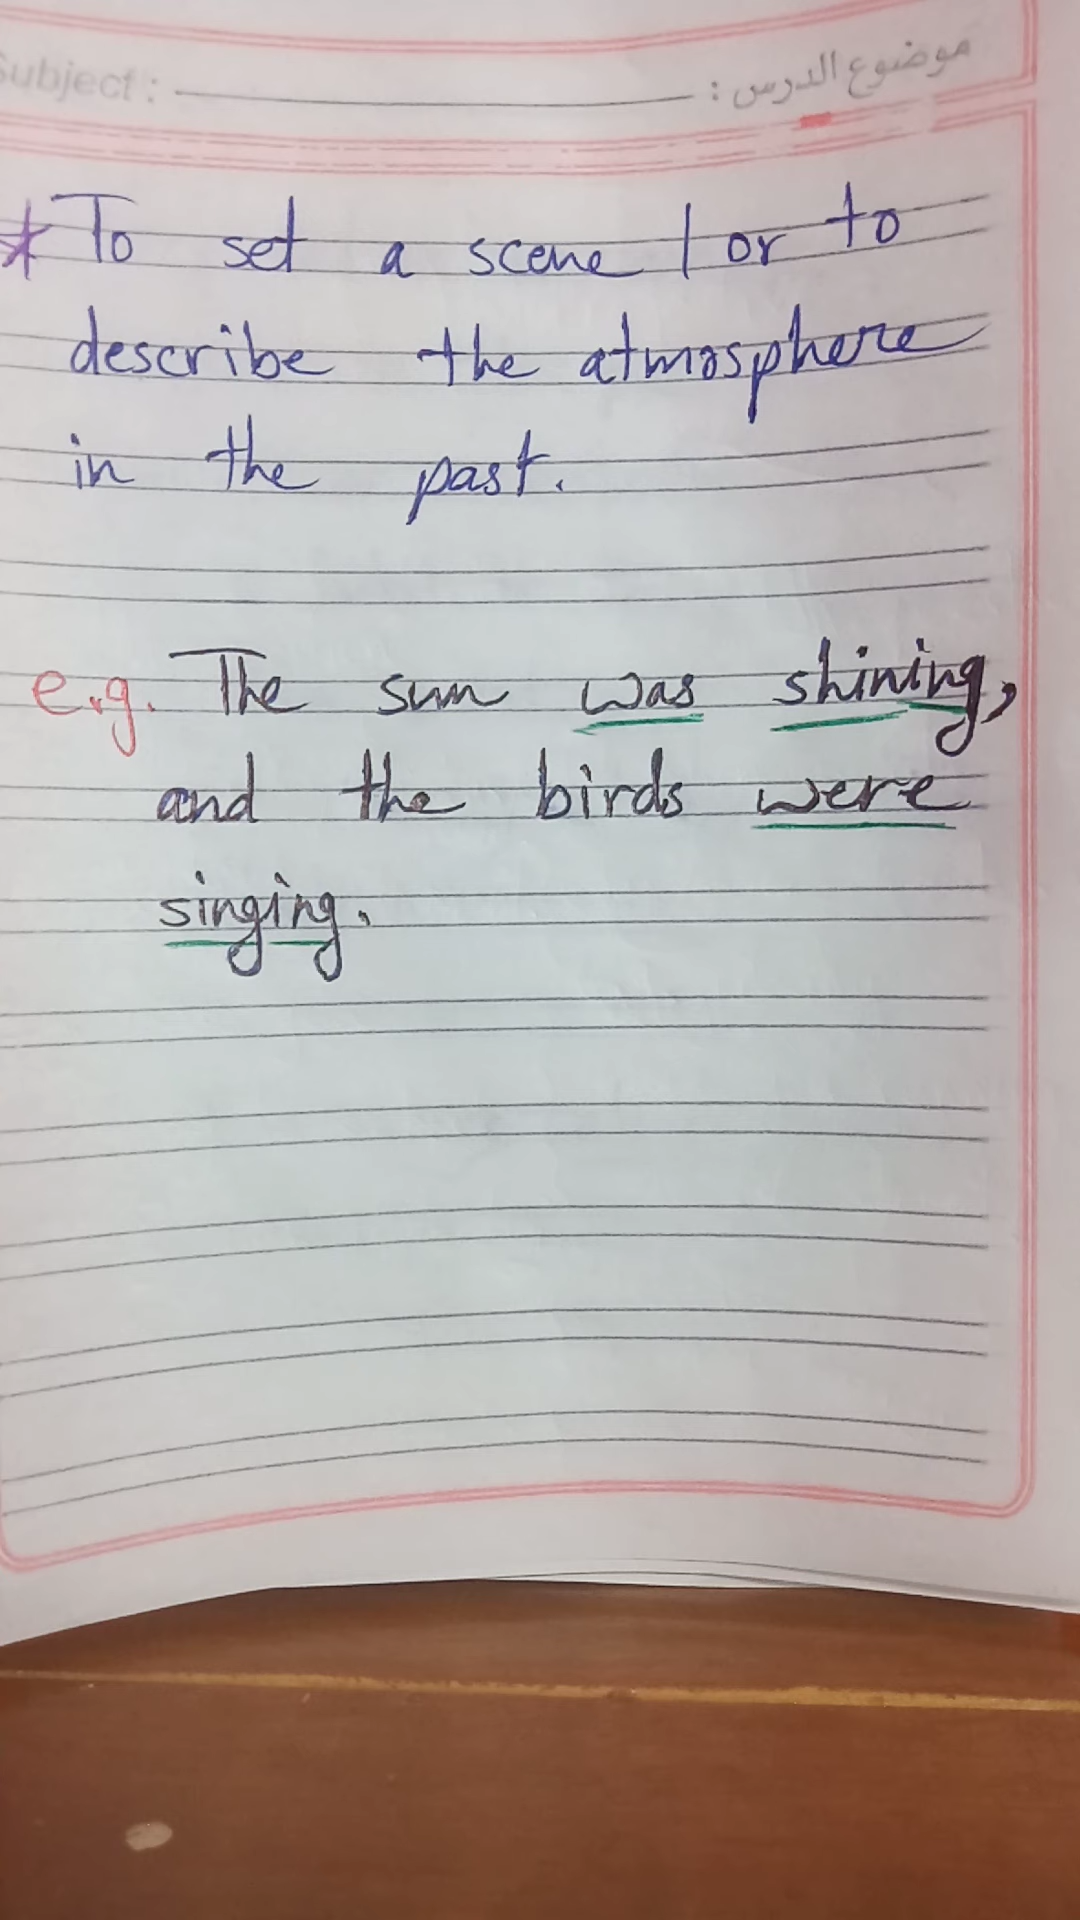 Subject : موضوع الدرس :
* To set a scene / or to
describe the atmosphere
in the past.
e.g. The sun was shining,
and the birds were
singing.